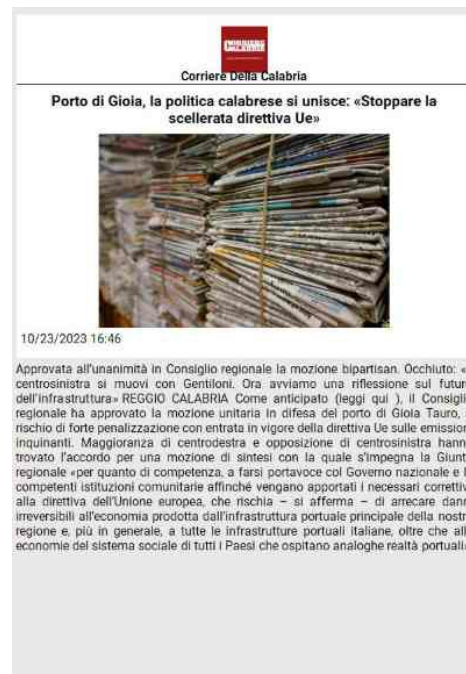 CORRIERE
CALABRIA
Corriere Della Calabria
Porto di Gioia, la politica calabrese si unisce: «Stoppare la
scellerata direttiva Ue»
10/23/2023 16:46
Approvata all'unanimità in Consiglio regionale la mozione bipartisan. Occhiuto: «
centrosinistra si muovi con Gentiloni. Ora avviamo una riflessione sul futur
dell'infrastruttura» REGGIO CALABRIA Come anticipato (leggi qui ), il Consigli
regionale ha approvato la mozione unitaria in difesa del porto di Gioia Tauro,
rischio di forte penalizzazione con entrata in vigore della direttiva Ue sulle emission
inquinanti. Maggioranza di centrodestra e opposizione di centrosinistra hann
trovato l'accordo per una mozione di sintesi con la quale s'impegna la Giunt
regionale «per quanto di competenza, a farsi portavoce col Governo nazionale e l
competenti istituzioni comunitarie affinché vengano apportati i necessari correttiv
alla direttiva dell'Unione europea, che rischia – si afferma – di arrecare dann
irreversibili all'economia prodotta dall'infrastruttura portuale principale della nostr
regione e, più in generale, a tutte le infrastrutture portuali italiane, oltre che all
economie del sistema sociale di tutti i Paesi che ospitano analoghe realtà portuali